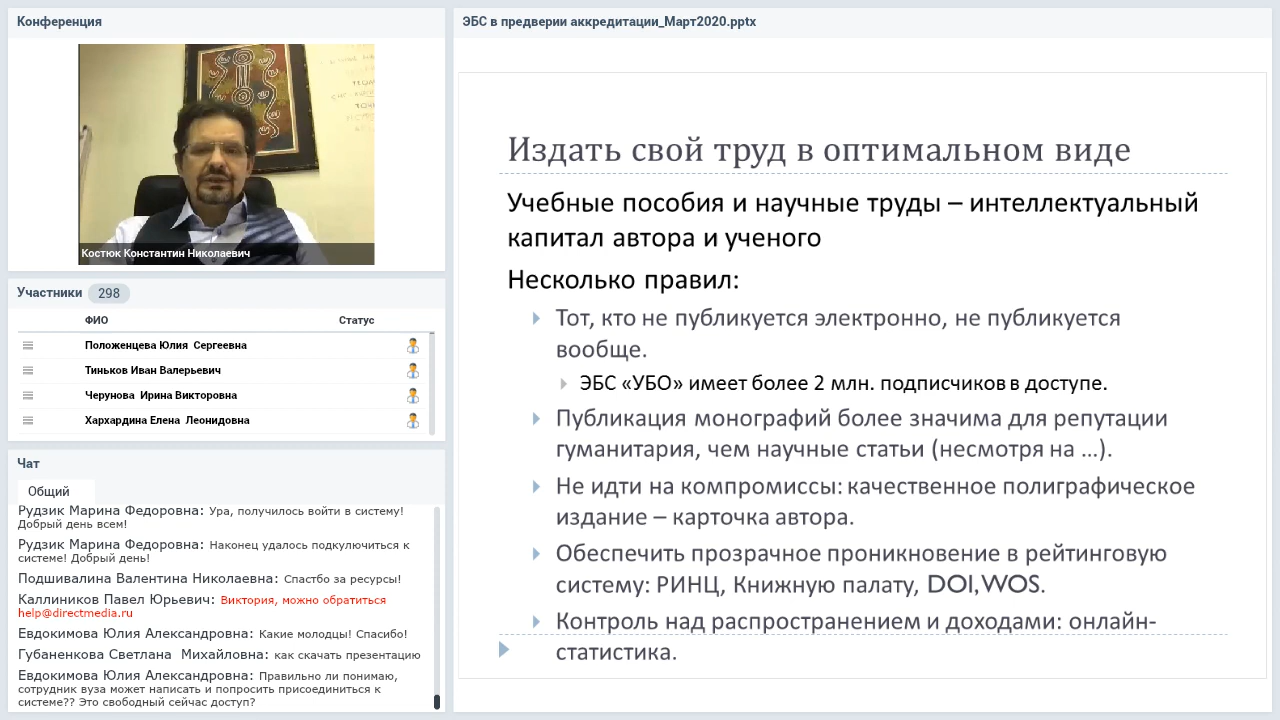 Конференция
Костюк Константин Николаевич
Участники 298
ФИО Статус
Положенцева Юлия Сергеевна
Тиньков Иван Валерьевич
Черунова Ирина Викторовна
Хархардина Елена Леонидовна
Чат
Общий
Рудзик Марина Федоровна: Ура, получилось войти в систему!
Добрый день всем!
Рудзик Марина Федоровна: Наконец удалось подкулючиться к
системе! Добрый день!
Подшивалина Валентина Николаевна: Спастбо за ресурсы!
Каллиников Павел Юрьевич: Виктория, можно обратиться
help@directmedia.ru
Евдокимова Юлия Александровна: Какие молодцы! Спасибо!
Губаненкова Светлана Михайловна: как скачать презентацию
Евдокимова Юлия Александровна: Правильно ли понимаю,
сотрудник вуза может написать и попросить присоединиться к
системе?? Это свободный сейчас доступ?
ЭБС в предверии аккредитации_Март2020.pptx
Издать свой труд в оптимальном виде
Учебные пособия и научные труды – интеллектуальный
капитал автора и ученого
Несколько правил:
Тот, кто не публикуется электронно, не публикуется
вообще.
ЭБС «УБО» имеет более 2 млн. подписчиков в доступе.
Публикация монографий более значима для репутации
гуманитария, чем научные статьи (несмотря на ...).
Не идти на компромиссы: качественное полиграфическое
издание – карточка автора.
Обеспечить прозрачное проникновение в рейтинговую
систему: РИНЦ, Книжную палату, DOI, WOS.
Контроль над распространением и доходами: онлайн-
статистика.